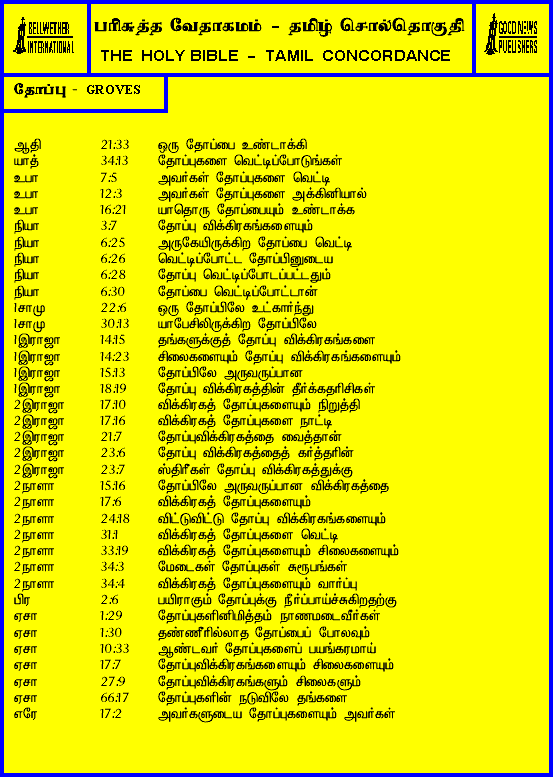 BELLWETHER INTERNATIONAL
பரிசுத்த வேதாகமம் - தமிழ் சொல்தொகுதி
THE HOLY BIBLE - TAMIL CONCORDANCE
GOOD NEWS PUBLISHERS
தோப்பு - GROVES
ஆதி 21:33 ஒரு தோப்பை உண்டாக்கி
யாத் 34:13 தோப்புகளை வெட்டிப்போடுங்கள்
உபா 7:5 அவர்கள் தோப்புகளை வெட்டி
உபா 12:3 அவர்கள் தோப்புகளை அக்கினியால்
உபா 16:21 யாதொரு தோப்பையும் உண்டாக்க
நியா 3:7 தோப்பு விக்கிரகங்களையும்
நியா 6:25 அருகேயிருக்கிற தோப்பை வெட்டி
நியா 6:26 வெட்டிப்போட்ட தோப்பினுடைய
நியா 6:28 தோப்பு வெட்டிப்போடப்பட்டதும்
நியா 6:30 தோப்பை வெட்டிப்போட்டான்
1சாமு 22:6 ஒரு தோப்பிலே உட்கார்ந்து
1சாமு 30:13 யாபேசிலிருக்கிற தோப்பிலே
1இராஜா 14:15 தங்களுக்குத் தோப்பு விக்கிரகங்களை
1இராஜா 14:23 சிலைகளையும் தோப்பு விக்கிரகங்களையும்
1இராஜா 15:13 தோப்பிலே அருவருப்பான
1இராஜா 18:19 தோப்பு விக்கிரகத்தின் தீர்க்கதரிசிகள்
2இராஜா 17:10 விக்கிரகத் தோப்புகளையும் நிறுத்தி
2இராஜா 17:16 விக்கிரகத் தோப்புகளை நாட்டி
2இராஜா 21:7 தோப்புவிக்கிரகத்தை வைத்தான்
2இராஜா 23:6 தோப்பு விக்கிரகத்தைத் கர்த்தரின்
2இராஜா 23:7 ஸ்திரீகள் தோப்பு விக்கிரகத்துக்கு
2நாளா 15:16 தோப்பிலே அருவருப்பான விக்கிரகத்தை
2நாளா 17:6 விக்கிரகத் தோப்புகளையும்
2நாளா 24:18 விட்டுவிட்டு தோப்பு விக்கிரகங்களையும்
2நாளா 31:1 விக்கிரகத் தோப்புகளை வெட்டி
2நாளா 33:19 விக்கிரகத் தோப்புகளையும் சிலைகளையும்
2நாளா 34:3 மேடைகள் தோப்புகள் சுரூபங்கள்
2நாளா 34:4 விக்கிரகத் தோப்புகளையும் வார்ப்பு
பிர 2:6 பயிராகும் தோப்புக்கு நீர்ப்பாய்ச்சுகிறதற்கு
ஏசா 1:29 தோப்புகளினிமித்தம் நாணமடைவீர்கள்
ஏசா 1:30 தண்ணீரில்லாத தோப்பைப் போலவும்
ஏசா 10:33 ஆண்டவர் தோப்புகளைப் பயங்கரமாய்
ஏசா 17:7 தோப்புவிக்கிரகங்களையும் சிலைகளையும்
ஏசா 27:9 தோப்புவிக்கிரகங்களும் சிலைகளும்
ஏசா 66:17 தோப்புகளின் நடுவிலே தங்களை
எரே 17:2 அவர்களுடைய தோப்புகளையும் அவர்கள்